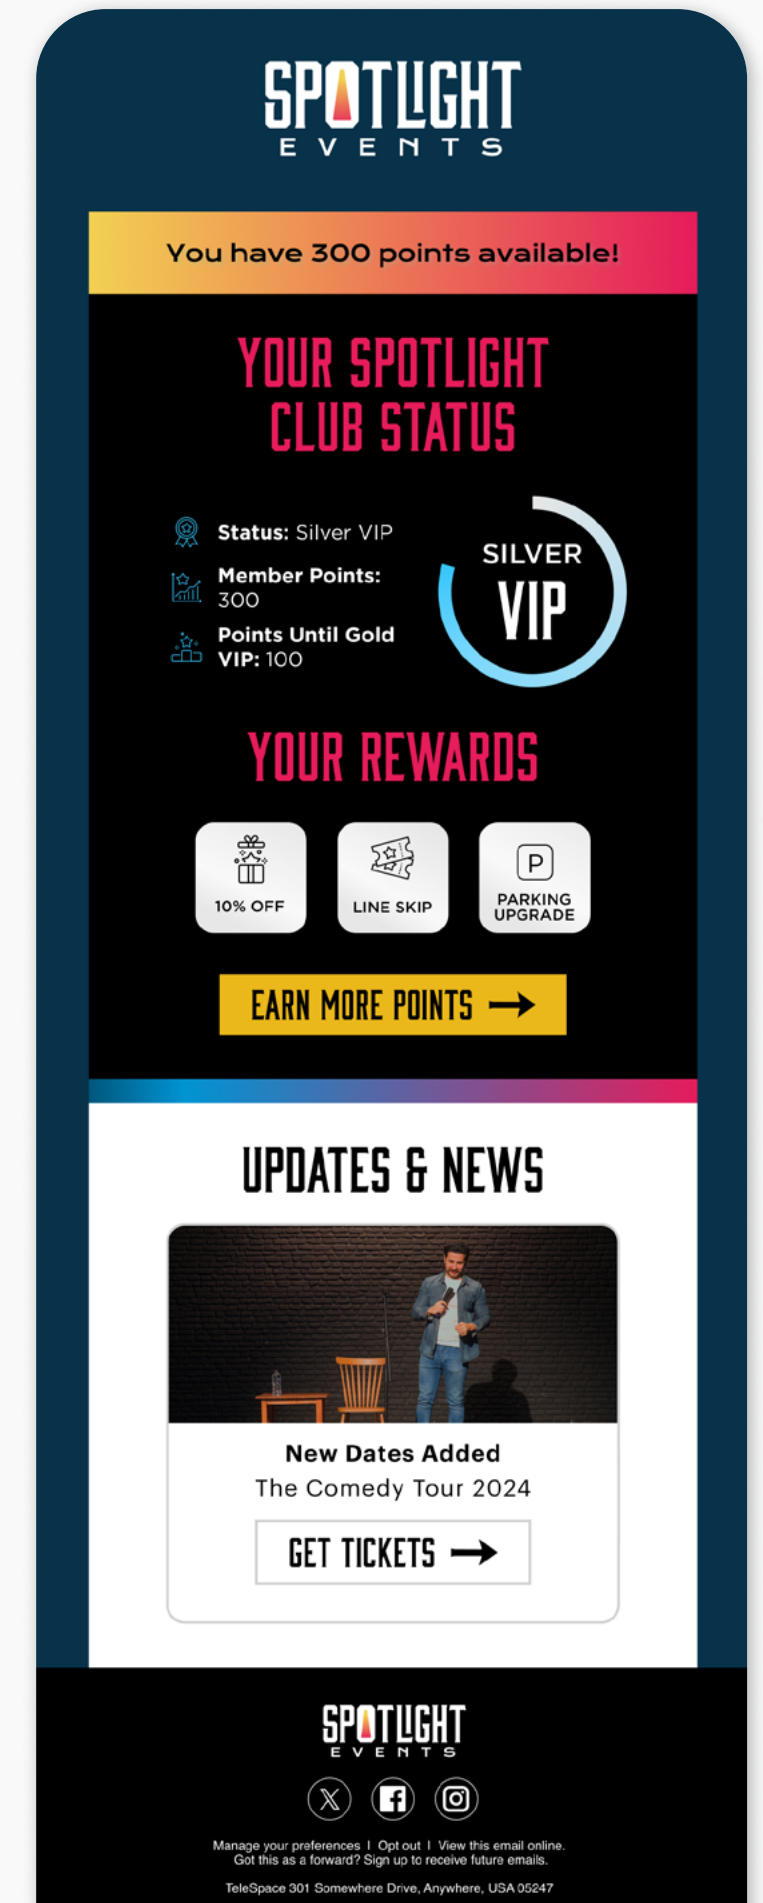 SPOTLIGHT
EVENTS
You have 300 points available!
YOUR SPOTLIGHT
CLUB STATUS
Status: Silver VIP
Member Points:
300
Points Until Gold
VIP: 100
SILVER
VIP
YOUR REWARDS
10% OFF
LINE SKIP
P
PARKING
UPGRADE
EARN MORE POINTS
UPDATES & NEWS
New Dates Added
The Comedy Tour 2024
GET TICKETS
SPOTLIGHT
EVENTS
Manage your preferences | Opt out | View this email online.
Got this as a forward? Sign up to receive future emails.
TeleSpace 301 Somewhere Drive, Anywhere, USA 05247